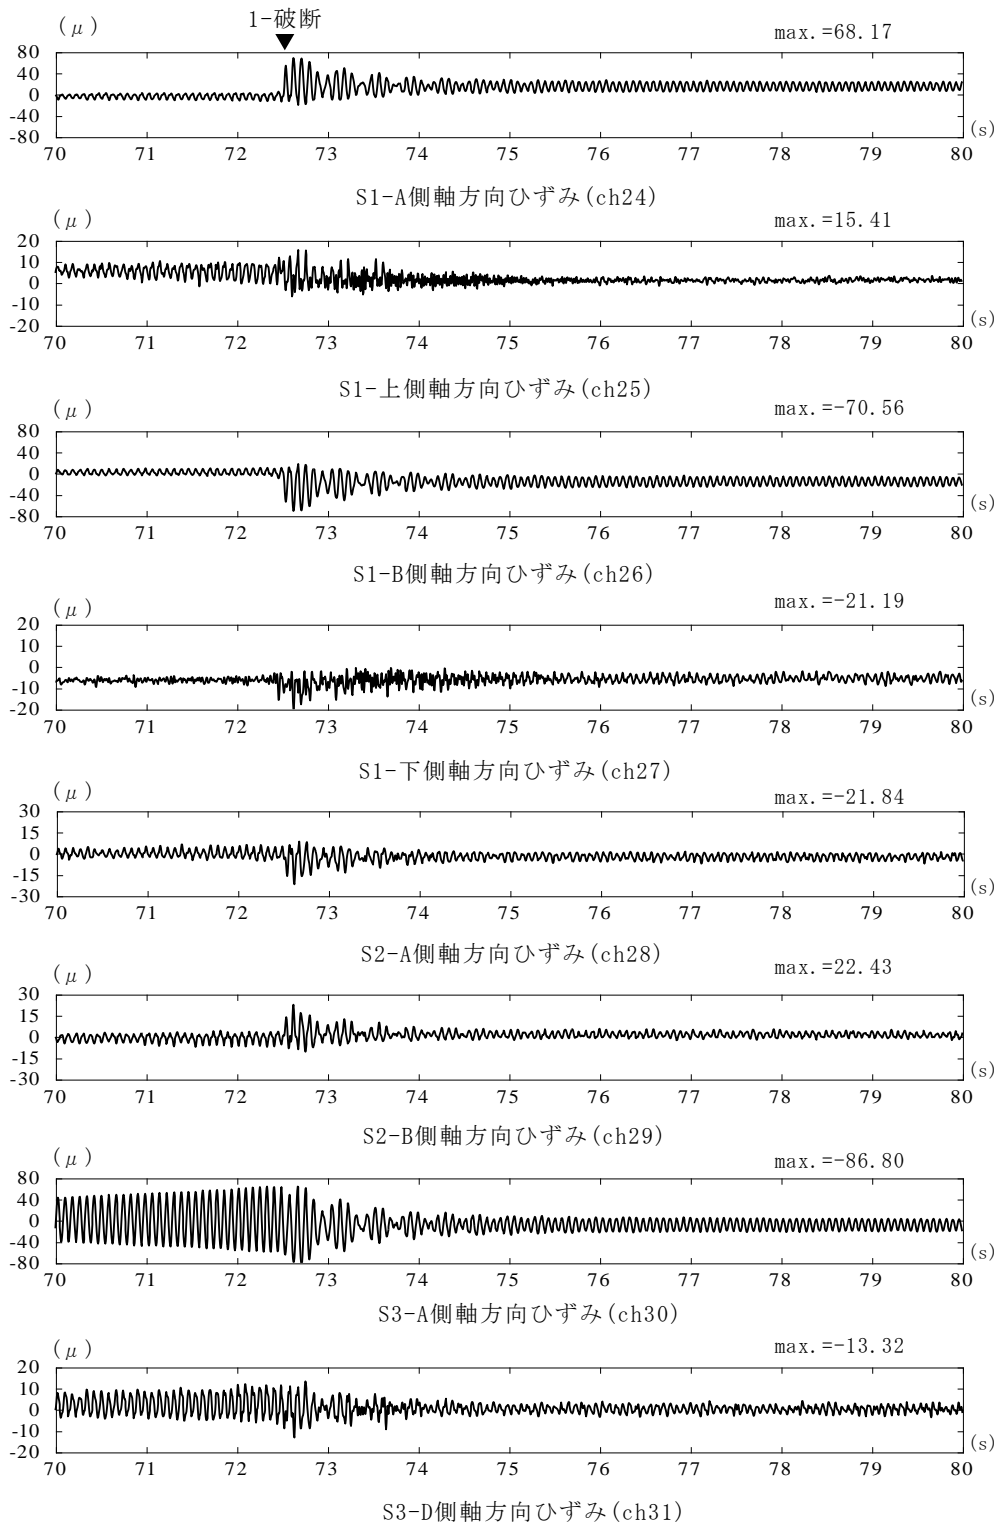 (μ) 1-破断 max.=68.17
80
40
0
-40
-80
(s)
70 71 72 73 74 75 76 77 78 79 80
S1-A側軸方向ひずみ(ch24)
(μ) max.=15.41
20
10
0
-10
-20
(s)
70 71 72 73 74 75 76 77 78 79 80
S1-上側軸方向ひずみ(ch25)
(μ) max.=-70.56
80
40
0
-40
-80
(s)
70 71 72 73 74 75 76 77 78 79 80
S1-B側軸方向ひずみ(ch26)
(μ) max.=-21.19
20
10
0
-10
-20
(s)
70 71 72 73 74 75 76 77 78 79 80
S1-下側軸方向ひずみ(ch27)
(μ) max.=-21.84
30
15
0
-15
-30
(s)
70 71 72 73 74 75 76 77 78 79 80
S2-A側軸方向ひずみ(ch28)
(μ) max.=22.43
30
15
0
-15
-30
(s)
70 71 72 73 74 75 76 77 78 79 80
S2-B側軸方向ひずみ(ch29)
(μ) max.=-86.80
80
40
0
-40
-80
(s)
70 71 72 73 74 75 76 77 78 79 80
S3-A側軸方向ひずみ(ch30)
(μ) max.=-13.32
20
10
0
-10
-20
(s)
70 71 72 73 74 75 76 77 78 79 80
S3-D側軸方向ひずみ(ch31)